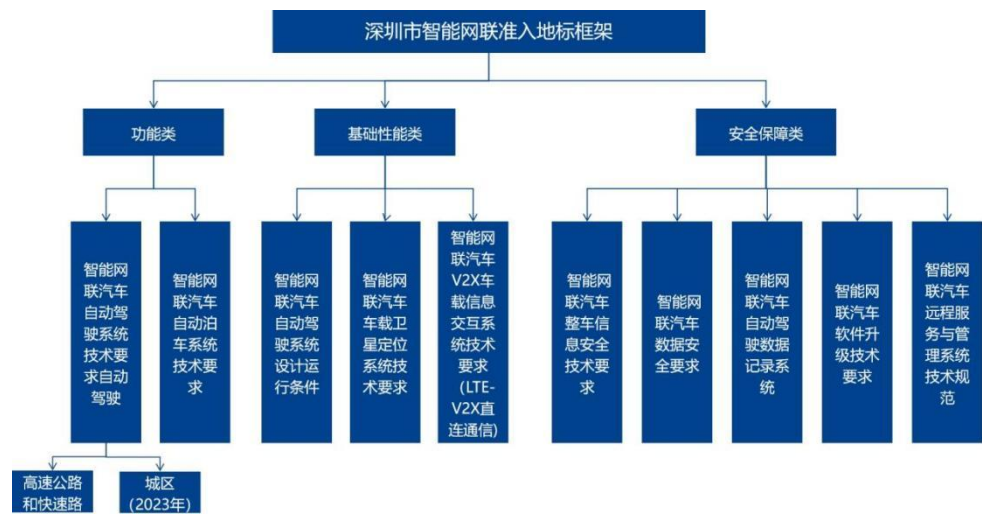 深圳市智能网联准入地标框架
功能类
基础性能类
安全保障类
智能网
联汽车
自动驾
驶系统
技术要
求自动
驾驶
智能网
联汽车
自动泊
车系统
技术要
求
智能网
联汽车
自动驾
驶系统
设计运
行条件
智能网
联汽车
车载卫
星定位
系统技
术要求
智能网
联汽车
V2X车
载信息
交互系
统技术
要求
（LTE-
V2X直
连通信)
智能网
联汽车
整车信
息安全
技术要
求
智能网
联汽车
数据安
全要求
智能网
联汽车
自动驾
驶数据
记录系
统
智能网
联汽车
软件升
级技术
要求
智能网
联汽车
远程服
务与管
理系统
技术规
范
高速公路
和快速路
城区
(2023年)